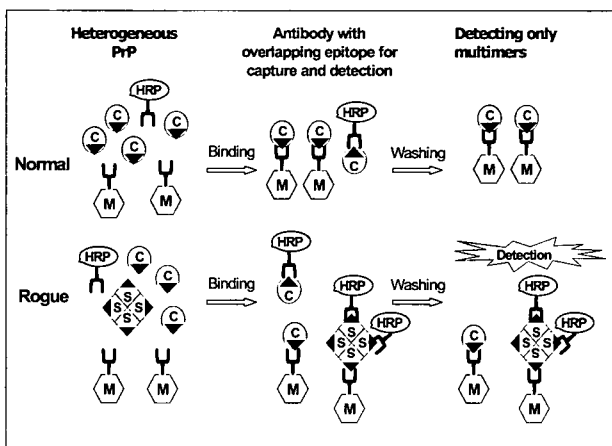 Heterogeneous
PrP
Antibody with
overlapping epitope for
capture and detection
Detecting only
multimers
Normal
HRP
C
C
C
C
C
M
M
Binding
C
C
HRP
C
M
M
Washing
C
C
M
M
Rogue
HRP
C
C
C
S
S
S
S
M
M
Binding
HRP
C
HRP
HRP
C
S
S
S
S
M
M
Washing
Detection
HRP
HRP
C
S
S
S
S
M
M